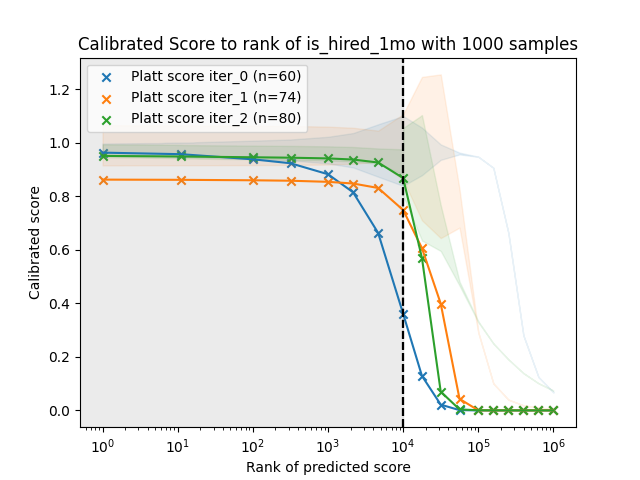 Calibrated Score to rank of is_hired_1mo with 1000 samples
Platt score iter_0 (n=60)
Platt score iter_1 (n=74)
Platt score iter_2 (n=80)
Calibrated score
1.2
1.0
0.8
0.6
0.4
0.2
0.0
10⁰ 10¹ 10² 10³ 10⁴ 10⁵ 10⁶
Rank of predicted score